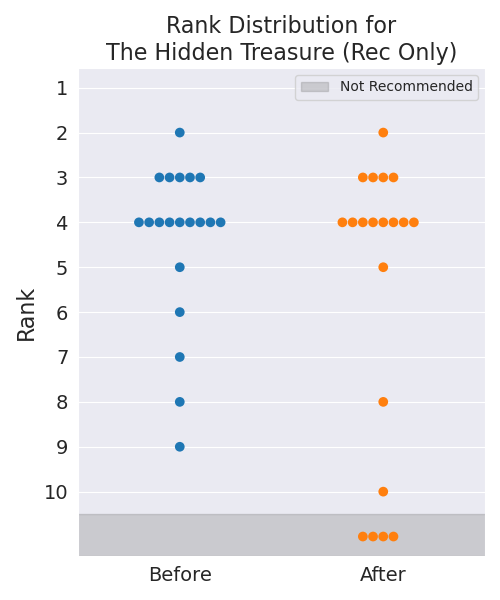 Rank Distribution for
The Hidden Treasure (Rec Only)
Not Recommended
Rank
1
2
3
4
5
6
7
8
9
10
Before
After